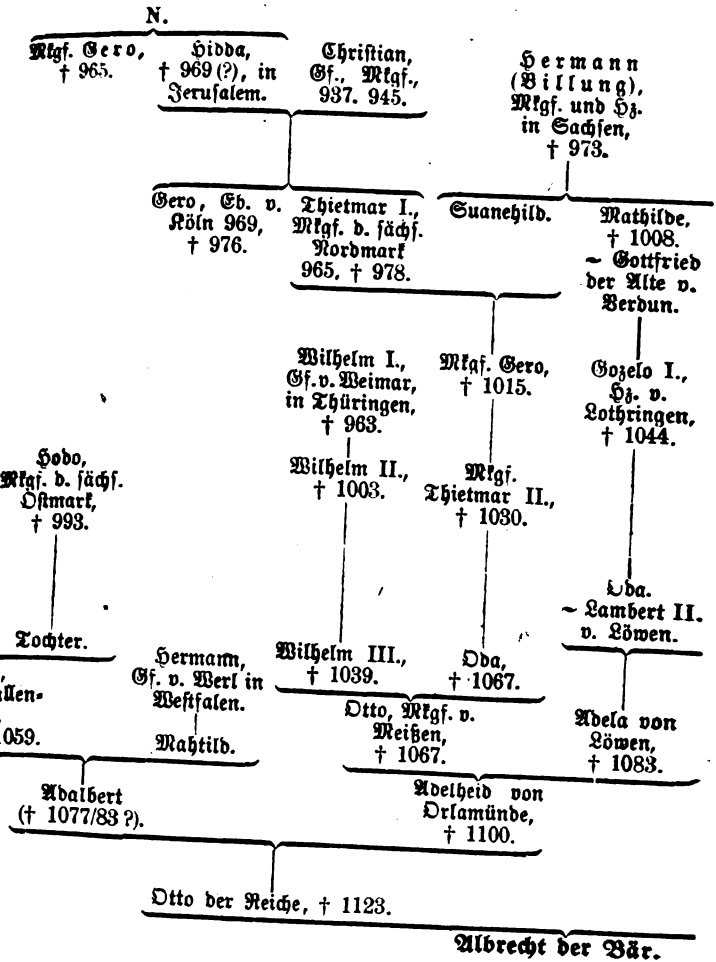 N.
Mkgf. Gero,
† 965.
Hidda,
† 969 (?), in
Jerusalem.
Christian,
Gf., Mkgf.,
937. 945.
Hermann
(Billung),
Mkgf. und Hz.
in Sachsen,
† 973.
Gero, Eb. v.
Köln 969,
† 976.
Thietmar I.,
Mkgf. d. sächs.
Nordmark
965, † 978.
Suanehild.
Mathilde,
† 1008.
~ Gottfried
der Alte v.
Verdun.
Wilhelm I.,
Gf. v. Weimar,
in Thüringen,
† 963.
Mkgf. Gero,
† 1015.
Gozelo I.,
Hz. v.
Lothringen,
† 1044.
Hodo,
Mkgf. d. sächs.
Ostmark,
† 993.
Wilhelm II.,
† 1003.
Mkgf.
Thietmar II.,
† 1030.
Oda.
~ Lambert II.
v. Löwen.
Tochter.
Hermann,
Gf. v. Werl in
Westfalen.
Wilhelm III.,
† 1039.
Oda,
† 1067.
llen-
059.
Mahtild.
Otto, Mkgf. v.
Meißen,
† 1067.
Adela von
Löwen,
† 1083.
Adalbert
(† 1077/83 ?).
Adelheid von
Orlamünde,
† 1100.
Otto der Reiche, † 1123.
Albrecht der Bär.